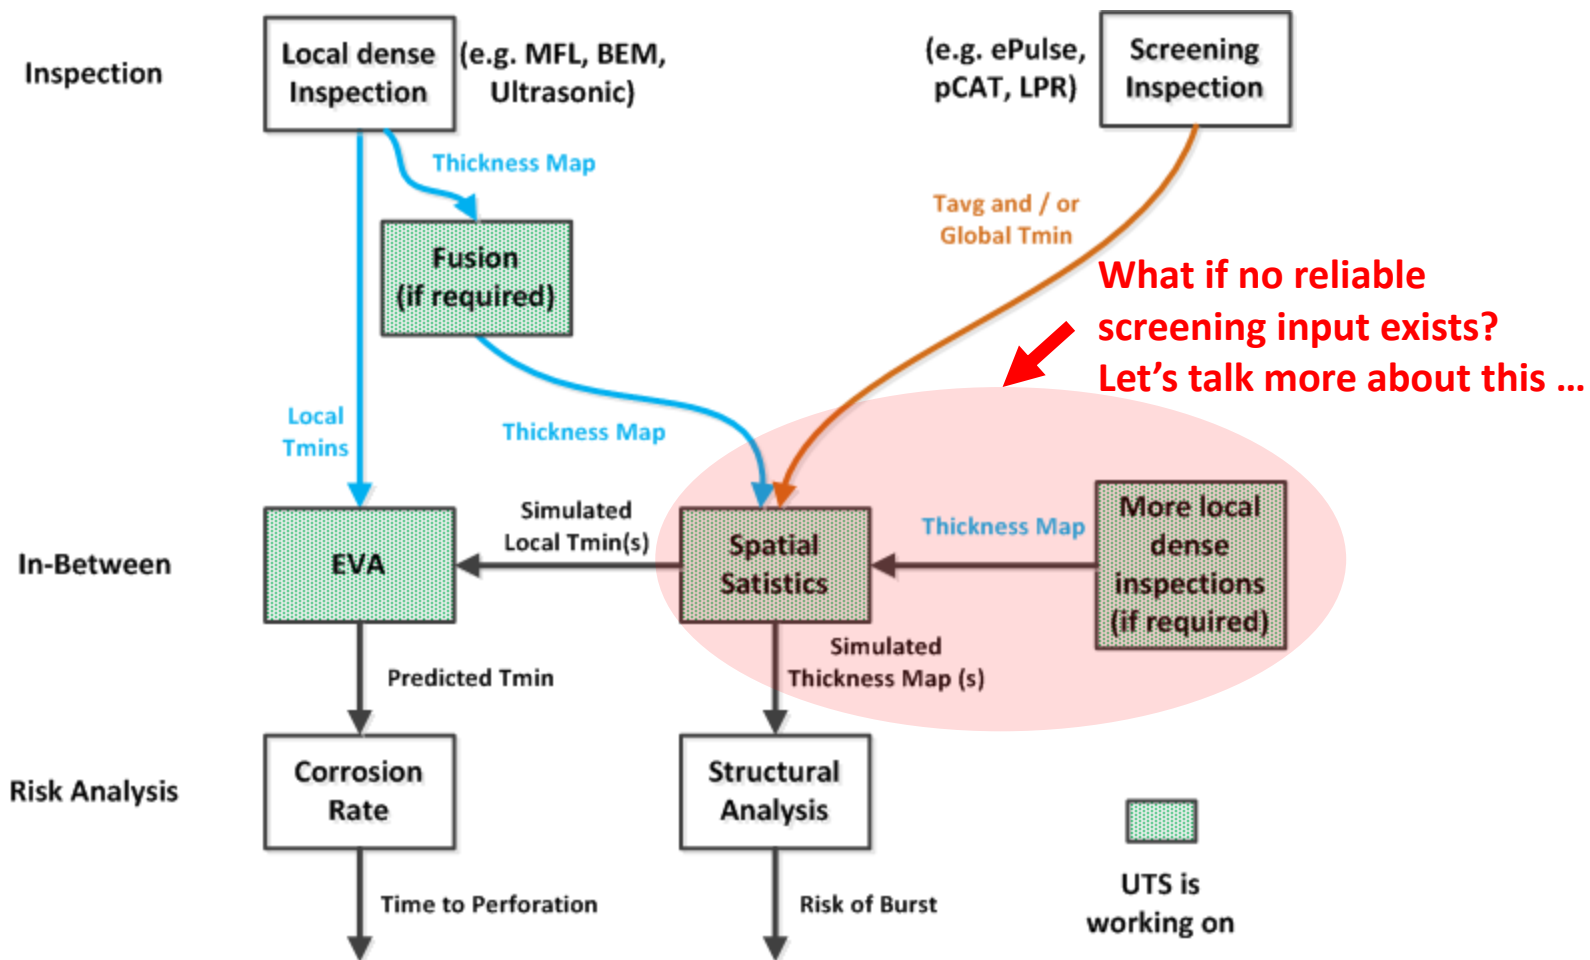 Inspection
Local dense
Inspection
(e.g. MFL, BEM,
Ultrasonic)
(e.g. ePulse,
pCAT, LPR)
Screening
Inspection
Thickness Map
Tavg and / or
Global Tmin
Fusion
(if required)
What if no reliable
screening input exists?
Let's talk more about this ...
Local
Tmins
Thickness Map
In-Between
EVA
Simulated
Local Tmin(s)
Spatial
Satistics
Thickness Map
More local
dense
inspections
(if required)
Predicted Tmin
Simulated
Thickness Map (s)
Risk Analysis
Corrosion
Rate
Structural
Analysis
Time to Perforation
Risk of Burst
UTS is
working on